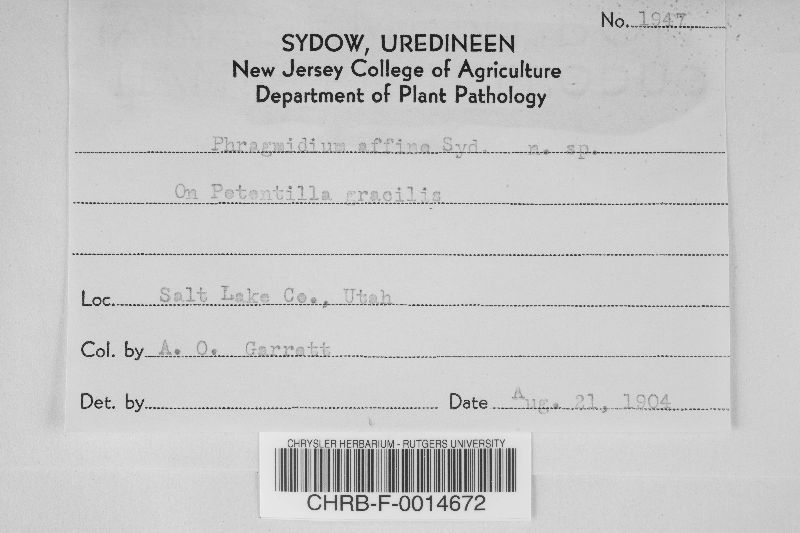 No. 1947
SYDOW, UREDINEEN
New Jersey College of Agriculture
Department of Plant Pathology
Phragmidium affine Syd. n. sp.
On Potentilla gracilis
Loc. Salt Lake Co., Utah
Col. by A. O. Garrett
Det. by
Date Aug. 21, 1904
CHRYSLER HERBARIUM - RUTGERS UNIVERSITY
CHRB-F-0014672